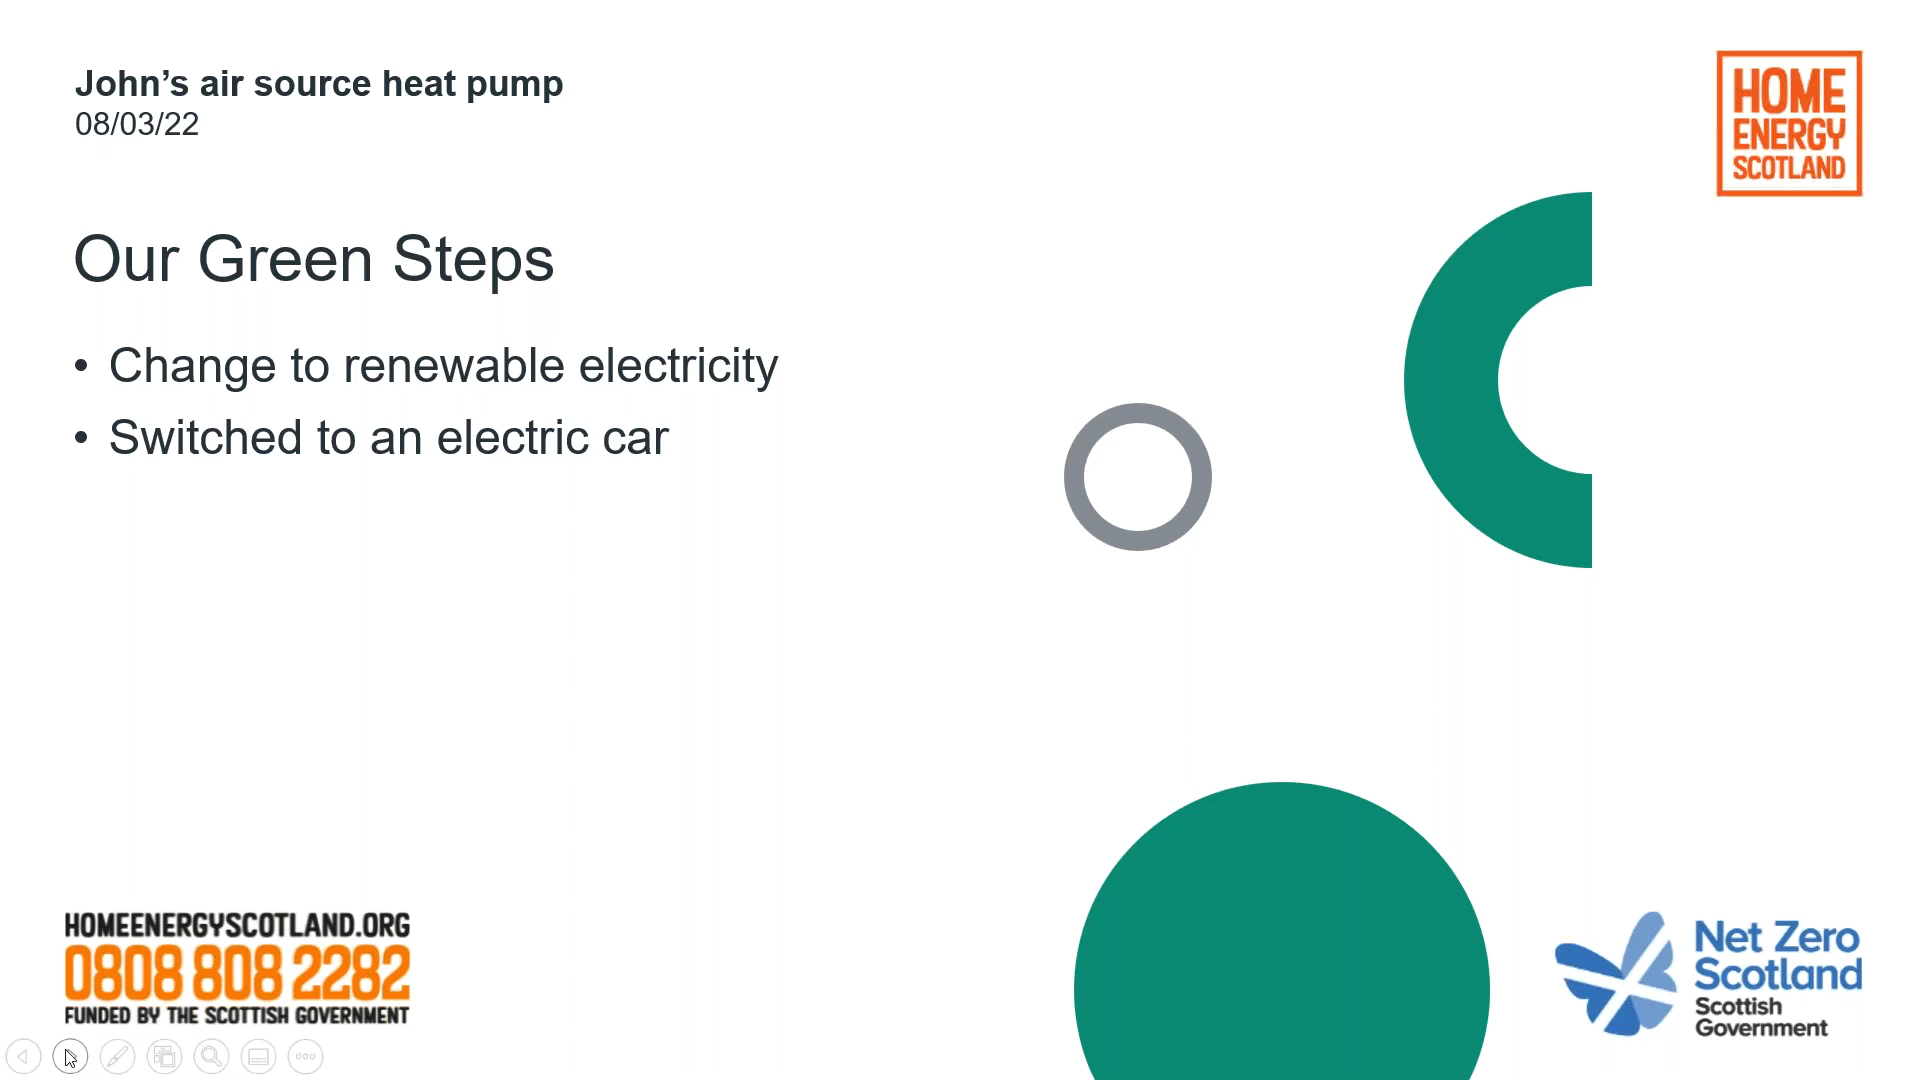 John’s air source heat pump
08/03/22
HOME
ENERGY
SCOTLAND
Our Green Steps
• Change to renewable electricity
• Switched to an electric car
HOMEENERGYSCOTLAND.ORG
0808 808 2282
FUNDED BY THE SCOTTISH GOVERNMENT
Net Zero
Scotland
Scottish
Government